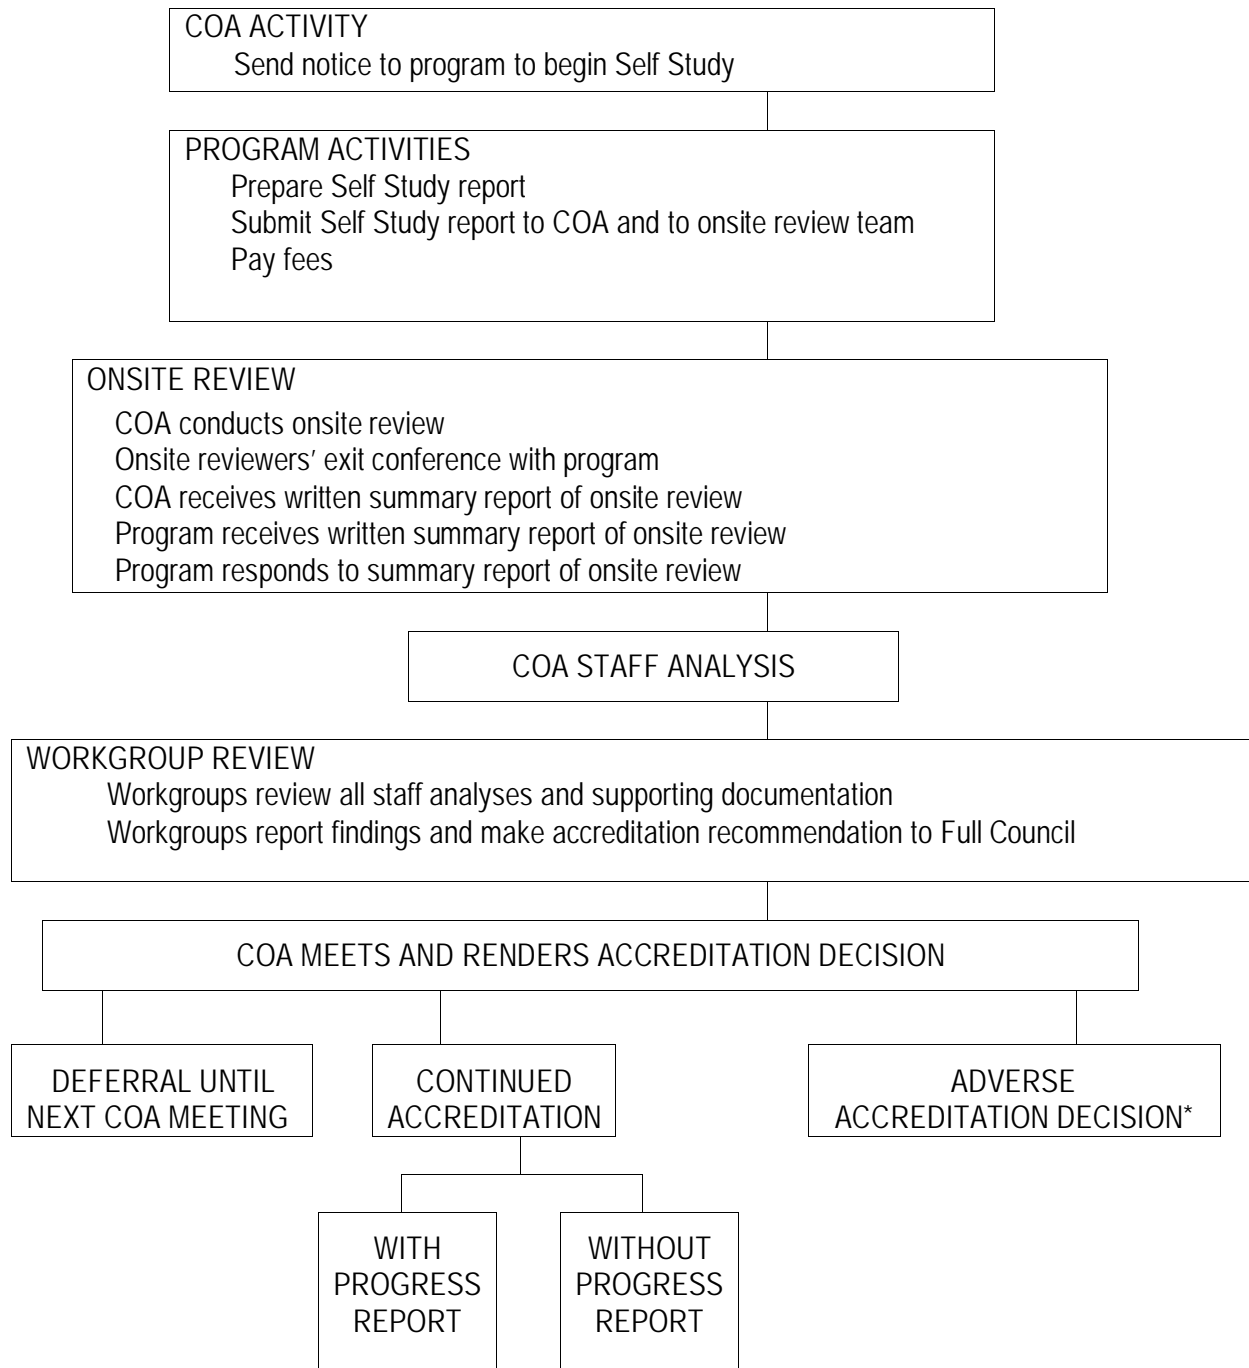 COA ACTIVITY
Send notice to program to begin Self Study
PROGRAM ACTIVITIES
Prepare Self Study report
Submit Self Study report to COA and to onsite review team
Pay fees
ONSITE REVIEW
COA conducts onsite review
Onsite reviewers' exit conference with program
COA receives written summary report of onsite review
Program receives written summary report of onsite review
Program responds to summary report of onsite review
COA STAFF ANALYSIS
WORKGROUP REVIEW
Workgroups review all staff analyses and supporting documentation
Workgroups report findings and make accreditation recommendation to Full Council
COA MEETS AND RENDERS ACCREDITATION DECISION
DEFERRAL UNTIL
NEXT COA MEETING
CONTINUED
ACCREDITATION
ADVERSE
ACCREDITATION DECISION*
WITH
PROGRESS
REPORT
WITHOUT
PROGRESS
REPORT